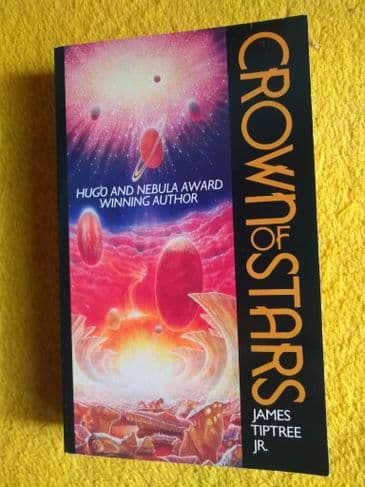 HUGO AND NEBULA AWARD
WINNING AUTHOR
CROWN OF STARS
JAMES
TIPTREE
JR.